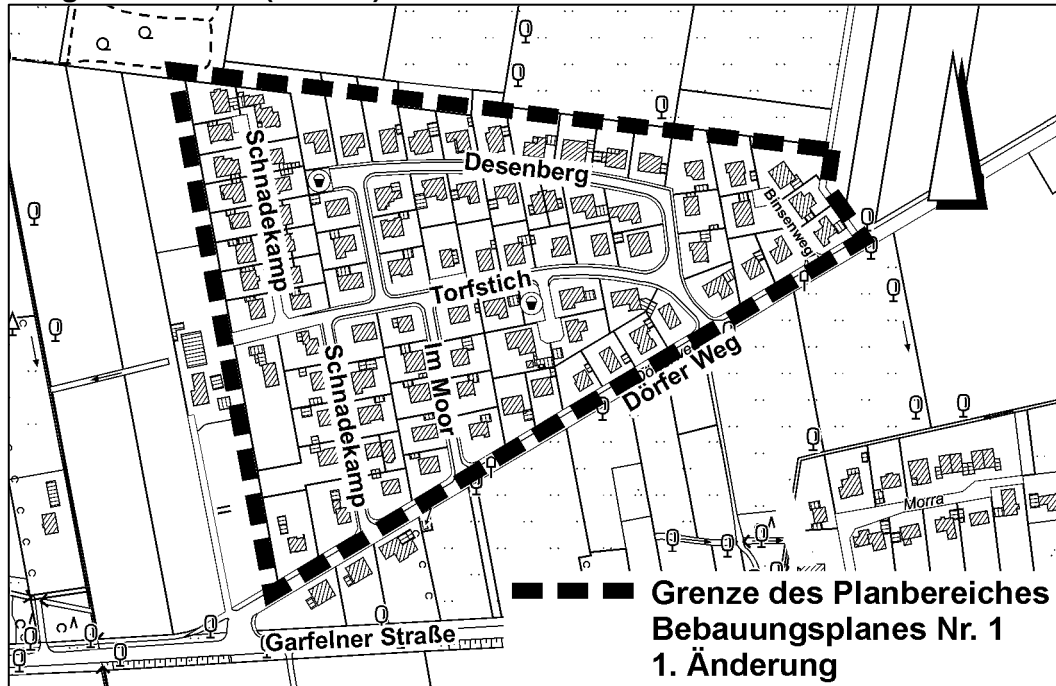 Schnadekamp
Desenberg
Binsenweg
Torfstich
Schnadekamp
Im Moor
Dörfer Weg
Morra
Garfelner Straße
Grenze des Planbereiches
Bebauungsplanes Nr. 1
1. Änderung